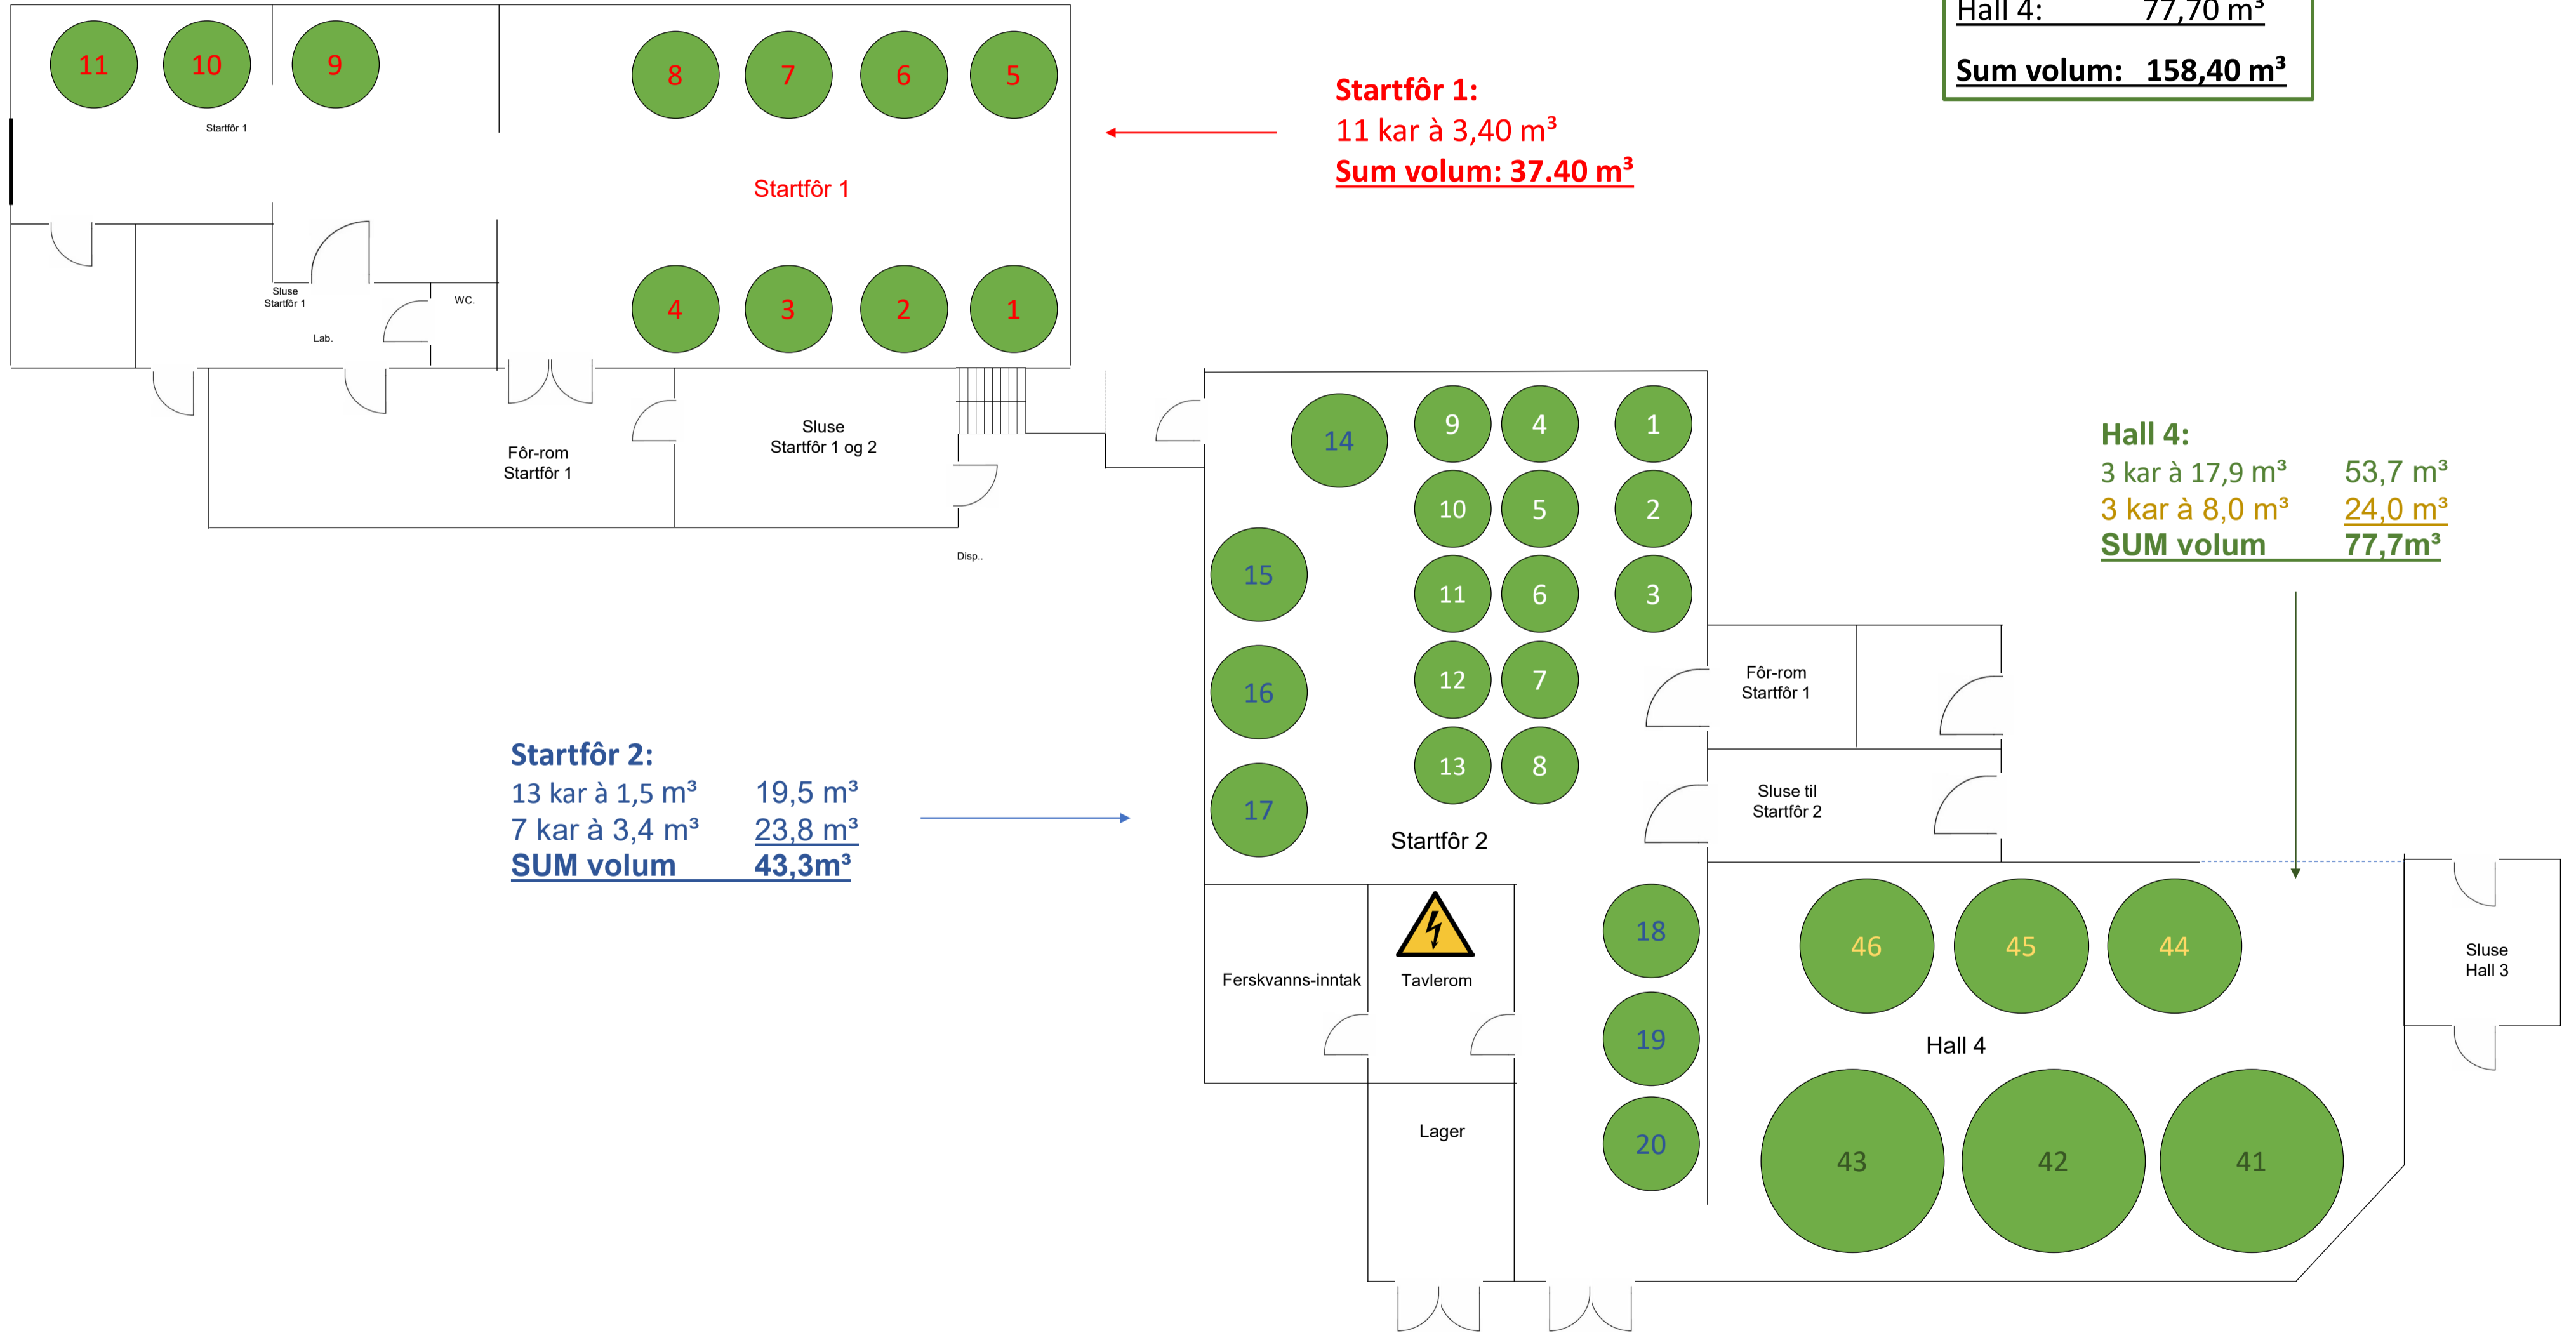 Hall 4: 77,70 m³
Sum volum: 158,40 m³
11 10 9 8 7 6 5
Startfôr 1
Startfôr 1:
11 kar à 3,40 m³
Sum volum: 37.40 m³
Startfôr 1
Sluse
Startfôr 1
WC.
Lab.
4 3 2 1
Fôr-rom
Startfôr 1
Sluse
Startfôr 1 og 2
Disp..
14 9 4 1
10 5 2
15
11 6 3
16 12 7
13 8
17
Startfôr 2
Fôr-rom
Startfôr 1
Sluse til
Startfôr 2
Hall 4:
3 kar à 17,9 m³ 53,7 m³
3 kar à 8,0 m³ 24,0 m³
SUM volum 77,7m³
Startfôr 2:
13 kar à 1,5 m³ 19,5 m³
7 kar à 3,4 m³ 23,8 m³
SUM volum 43,3m³
Ferskvanns-inntak
Tavlerom
Lager
18
19
20
46 45 44
Hall 4
43 42 41
Sluse
Hall 3